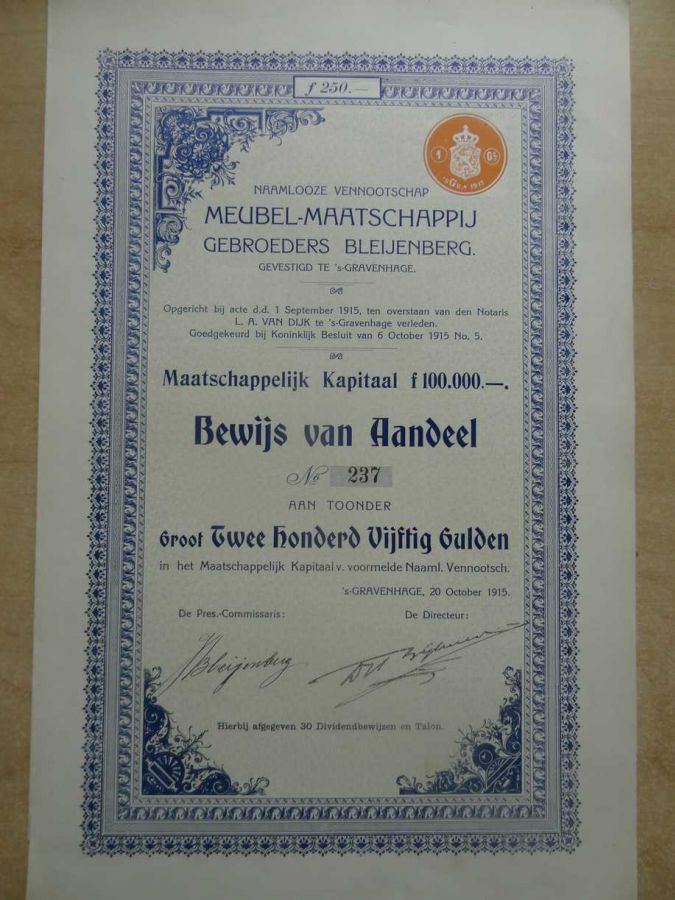 f 250.—
1 0⁄5
NAAMLOOZE VENNOOTSCHAP
MEUBEL-MAATSCHAPPIJ
GEBROEDERS BLEIJENBERG.
GEVESTIGD TE 's-GRAVENHAGE.
Opgericht bij acte d.d. 1 September 1915, ten overstaan van den Notaris
L. A. VAN DIJK te 's-Gravenhage verleden.
Goedgekeurd bij Koninklijk Besluit van 6 October 1915 No. 5.
Maatschappelijk Kapitaal f 100.000.—.
Bewijs van Aandeel
No 237
AAN TOONDER
Groot Twee Honderd Vijftig Gulden
in het Maatschappelijk Kapitaal v. voormelde Naaml. Vennootsch.
's-GRAVENHAGE, 20 October 1915.
De Pres.-Commissaris: De Directeur:
Bleijenberg
Hierbij afgegeven 30 Dividendbewijzen en Talon.